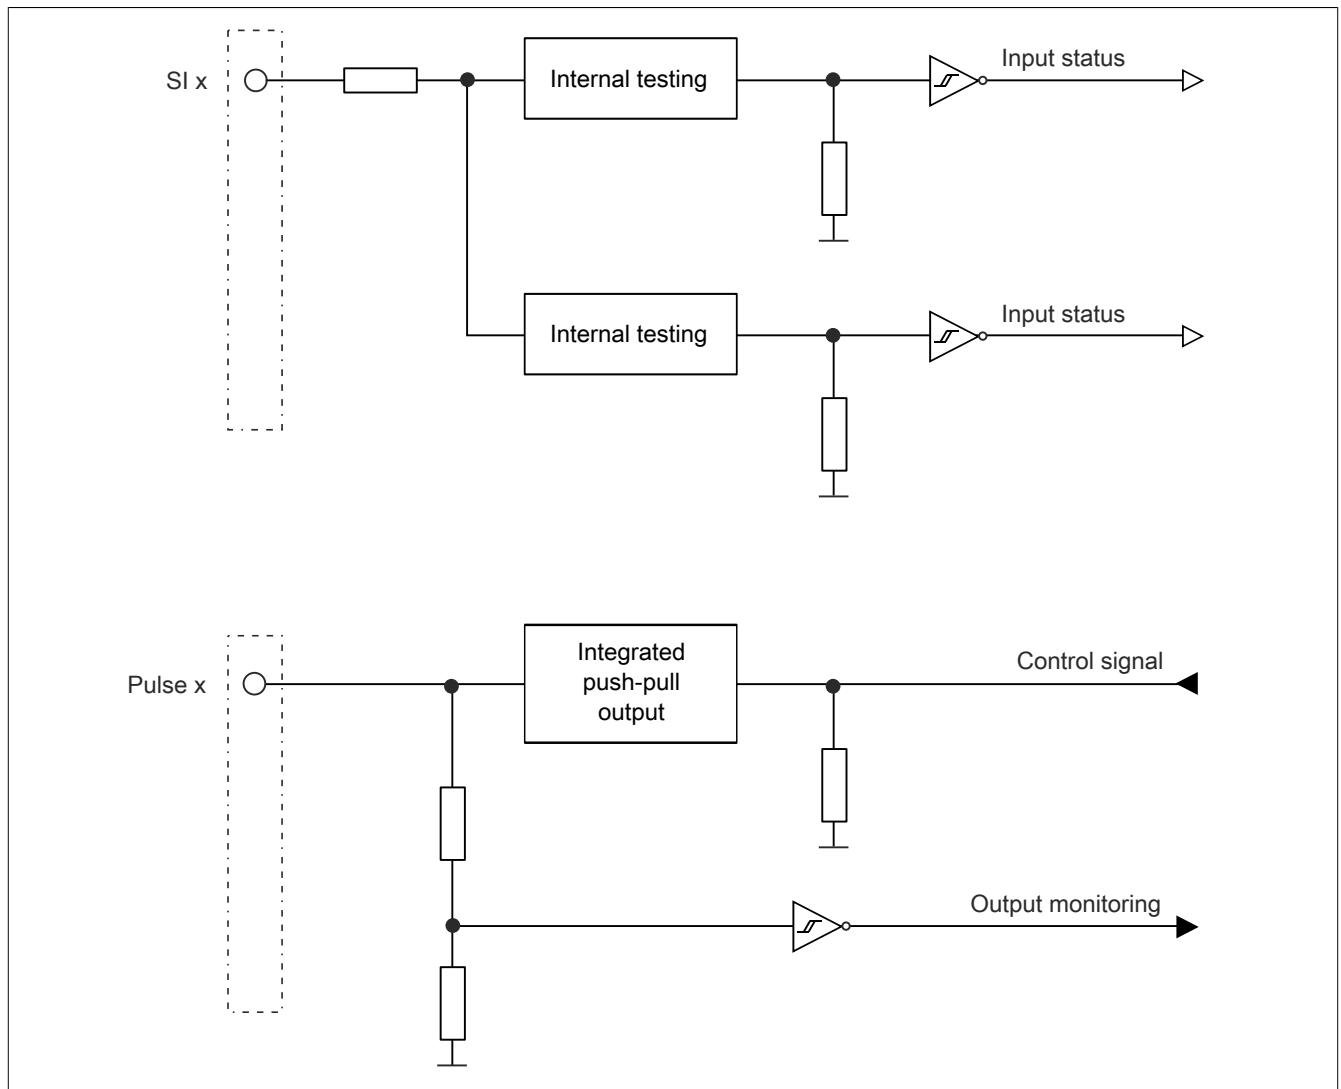 SI x
Internal testing
Input status
Internal testing
Input status
Pulse x
Integrated
push-pull
output
Control signal
Output monitoring